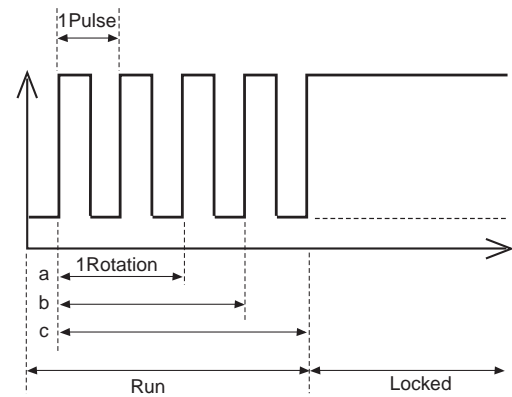 1Pulse
a
1Rotation
b
c
Run
Locked